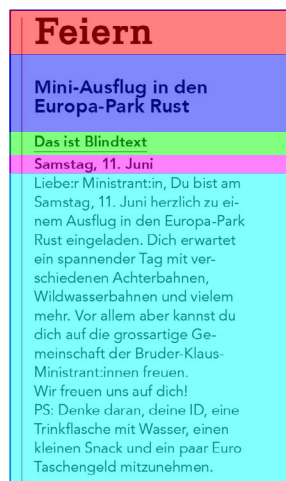 Feiern
Mini-Ausflug in den
Europa-Park Rust
Das ist Blindtext
Samstag, 11. Juni
Liebe:r Ministrant:in, Du bist am
Samstag, 11. Juni herzlich zu ei-
nem Ausflug in den Europa-Park
Rust eingeladen. Dich erwartet
ein spannender Tag mit ver-
schiedenen Achterbahnen,
Wildwasserbahnen und vielem
mehr. Vor allem aber kannst du
dich auf die grossartige Ge-
meinschaft der Bruder-Klaus-
Ministrant:innen freuen.
Wir freuen uns auf dich!
PS: Denke daran, deine ID, eine
Trinkflasche mit Wasser, einen
kleinen Snack und ein paar Euro
Taschengeld mitzunehmen.